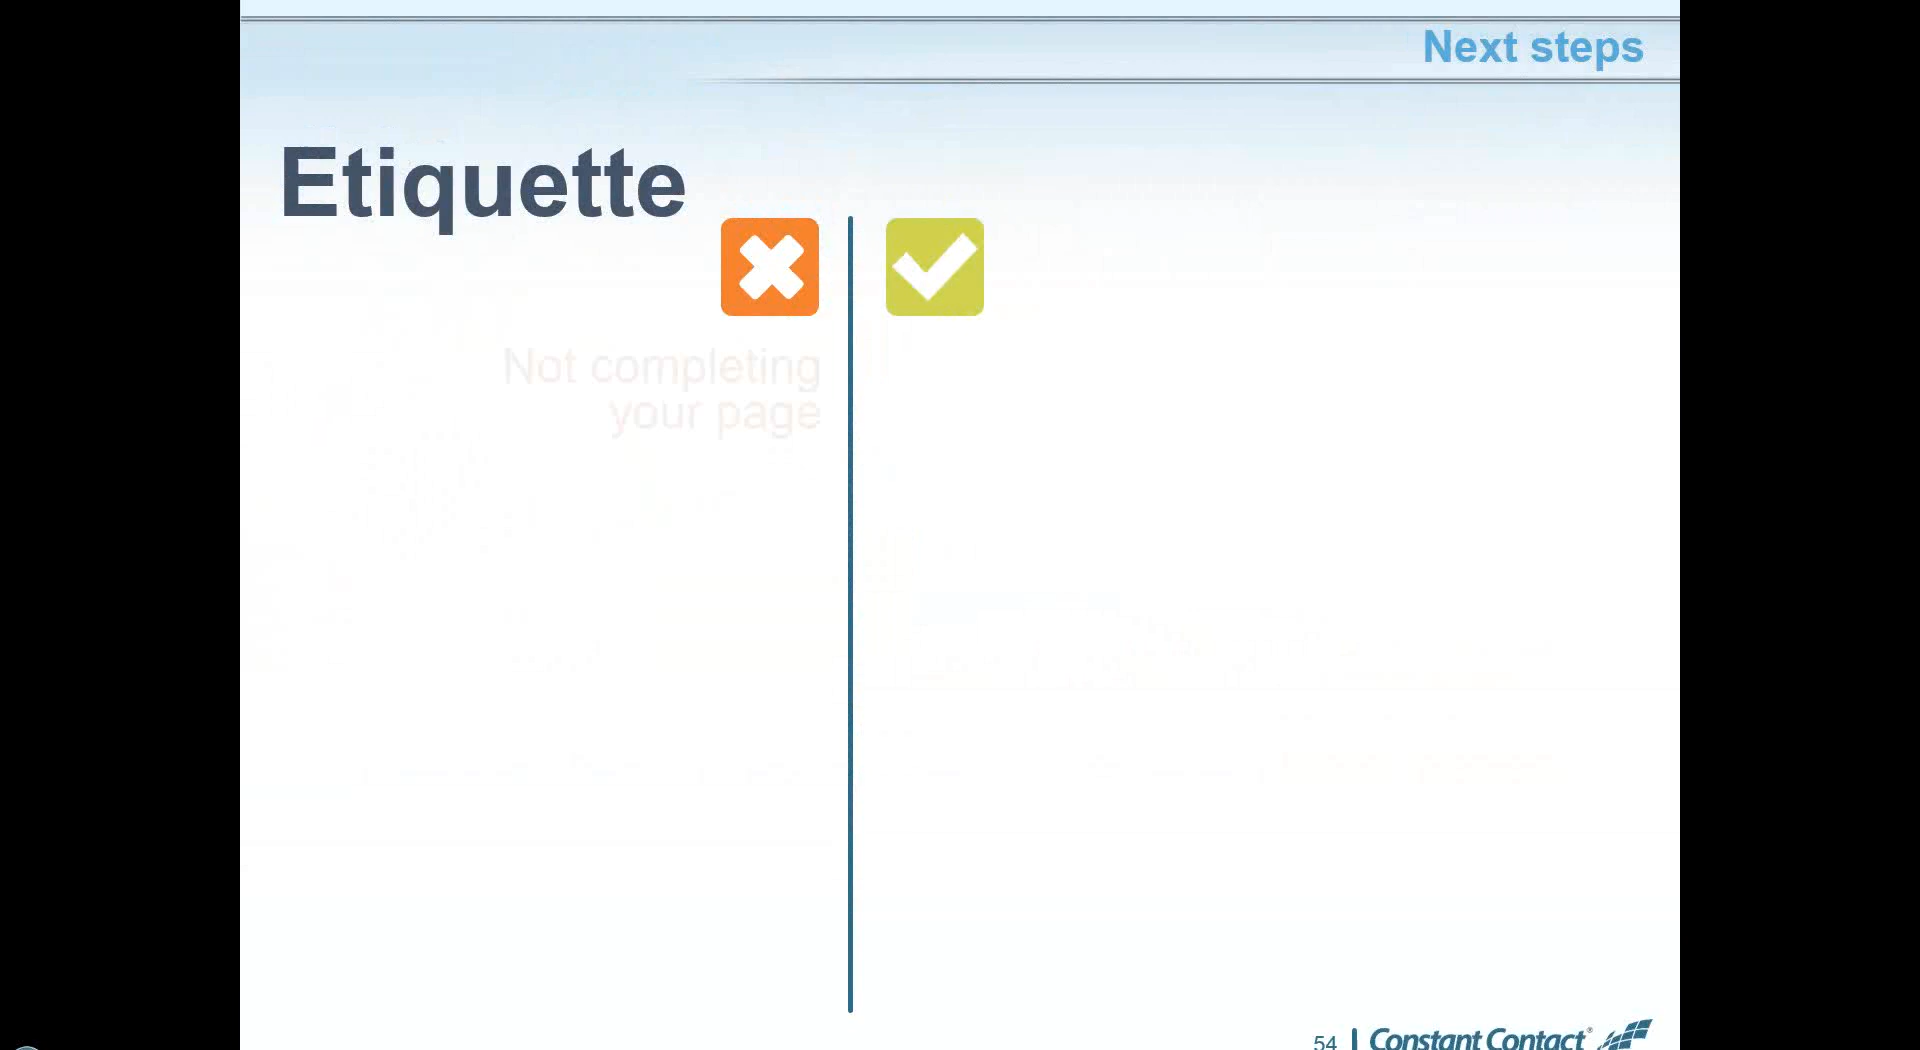 Next steps
Etiquette
Not completing
your page
54
Constant Contact®